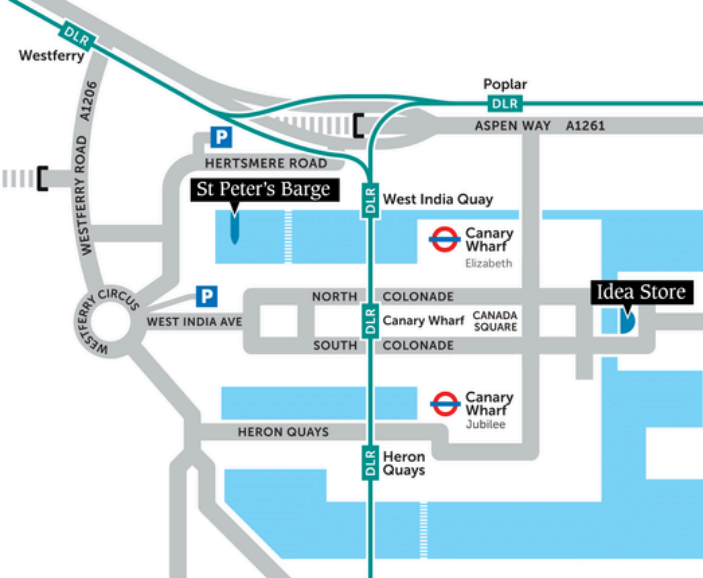 DLR
Westferry
Poplar
DLR
A1206
ASPEN WAY A1261
P
HERTSMERE ROAD
WESTFERRY ROAD
St Peter's Barge
DLR
West India Quay
Canary
Wharf
Elizabeth
Idea Store
P
NORTH COLONADE
WESTFERRY CIRCUS
WEST INDIA AVE
DLR
Canary Wharf
CANADA
SQUARE
SOUTH COLONADE
Canary
Wharf
Jubilee
HERON QUAYS
DLR
Heron
Quays